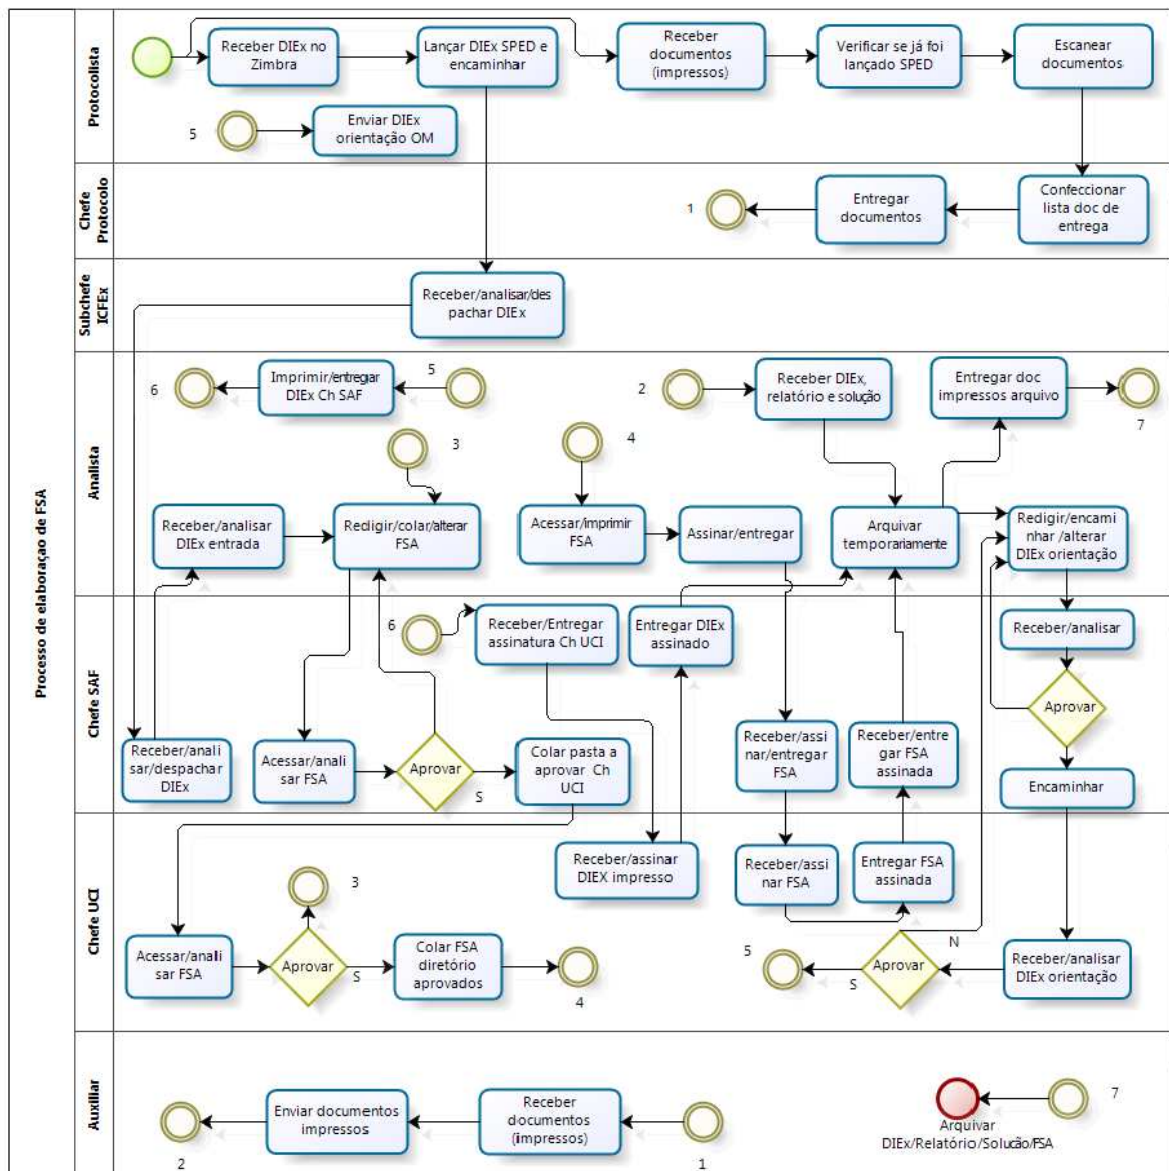 Processo de elaboraçao de FSA
Protocolista
Receber DIEx no
Zimbra
Lançar DIEx SPED e
encaminhar
Receber
documentos
(impressos)
Verificar se já foi
lançado SPED
Escanear
documentos
5
Enviar DIEx
orientação OM
Chefe
Protocolo
1
Entregar
documentos
Confeccionar
lista doc de
entrega
Subchefe
ICFEx
Receber/analisar/des
pachar DIEx
Analista
6
Imprimir/entregar
DIEx Ch SAF
5
3
4
2
Receber DIEx,
relatório e solução
Entregar doc
impressos arquivo
7
Receber/analisar
DIEx entrada
Redigir/colar/alterar
FSA
Acessar/imprimir
FSA
Assinar/entregar
Arquivar
temporariamente
Redigir/encami
nhar /alterar
DIEx orientação
Chefe SAF
6
Receber/Entregar
assinatura Ch UCI
Entregar DIEx
assinado
Receber/analisar
Aprovar
Receber/anali
sar/despachar
DIEx
Acessar/anali
sar FSA
Aprovar
S
Colar pasta a
aprovar Ch
UCI
Receber/assi
nar/entregar
FSA
Receber/entre
gar FSA
assinada
Encaminhar
Chefe UCI
Receber/assinar
DIEX impresso
Receber/assi
nar FSA
Entregar FSA
assinada
3
Acessar/anali
sar FSA
Aprovar
S
Colar FSA
diretório
aprovados
4
5
S
Aprovar
N
Receber/analisar
DIEx orientação
Auxiliar
2
Enviar documentos
impressos
Receber
documentos
(impressos)
1
7
Arquivar
DIEx/Relatório/Solucão/FSA